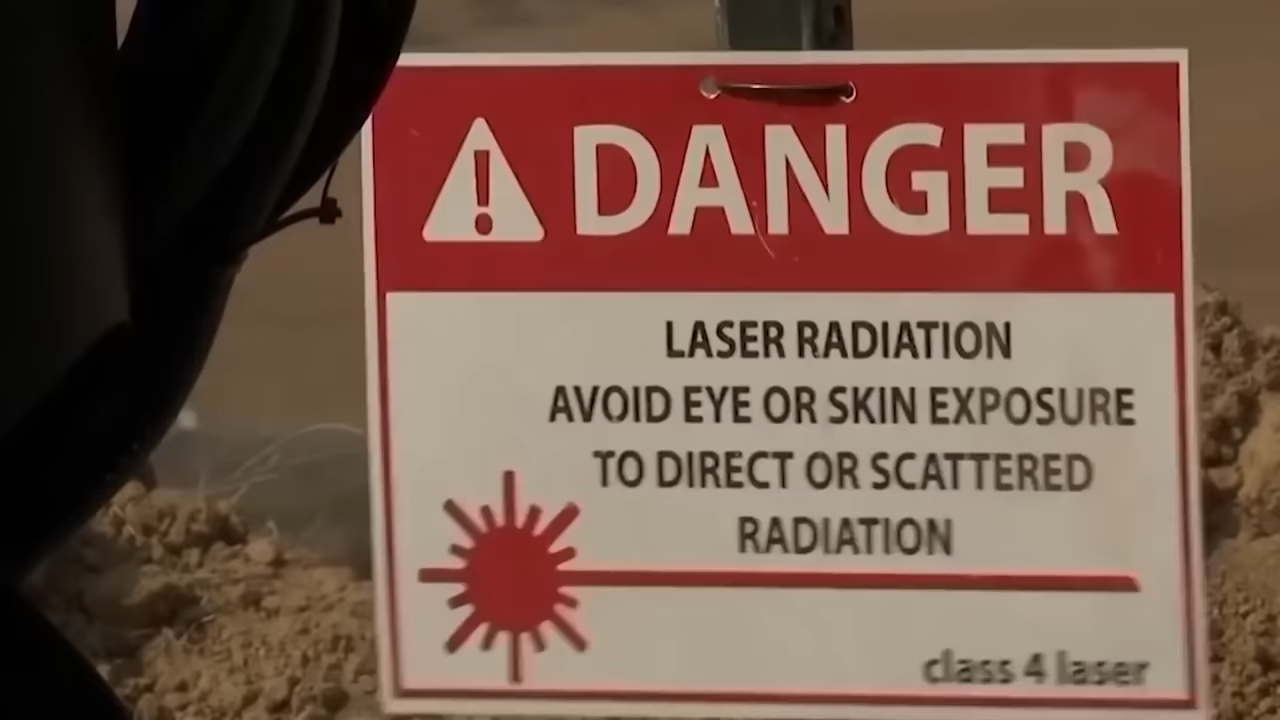 DANGER
LASER RADIATION
AVOID EYE OR SKIN EXPOSURE
TO DIRECT OR SCATTERED
RADIATION
class 4 laser